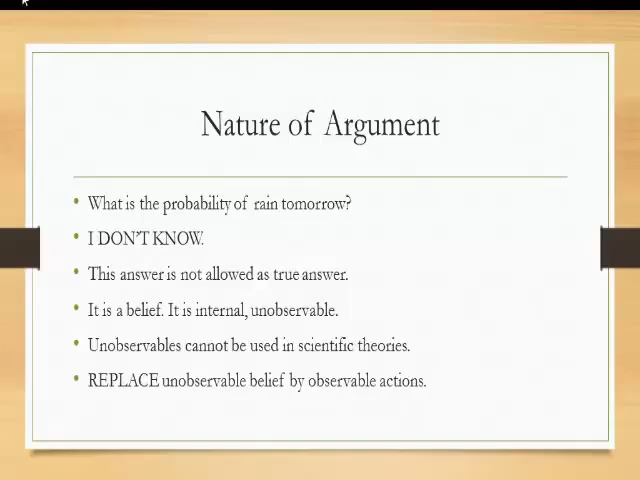 Nature of Argument
What is the probability of rain tomorrow?
I DON'T KNOW.
This answer is not allowed as true answer.
It is a belief. It is internal, unobservable.
Unobservables cannot be used in scientific theories.
REPLACE unobservable belief by observable actions.